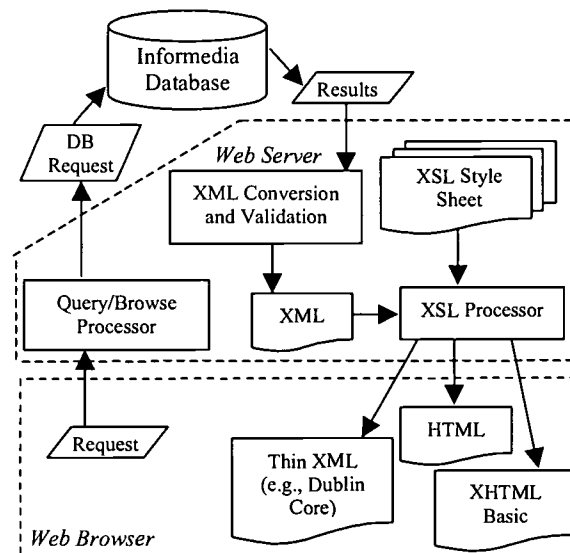 Informedia
Database
Results
DB
Request
Web Server
XML Conversion
and Validation
XSL Style
Sheet
Query/Browse
Processor
XML
XSL Processor
Request
HTML
Thin XML
(e.g., Dublin
Core)
XHTML
Basic
Web Browser